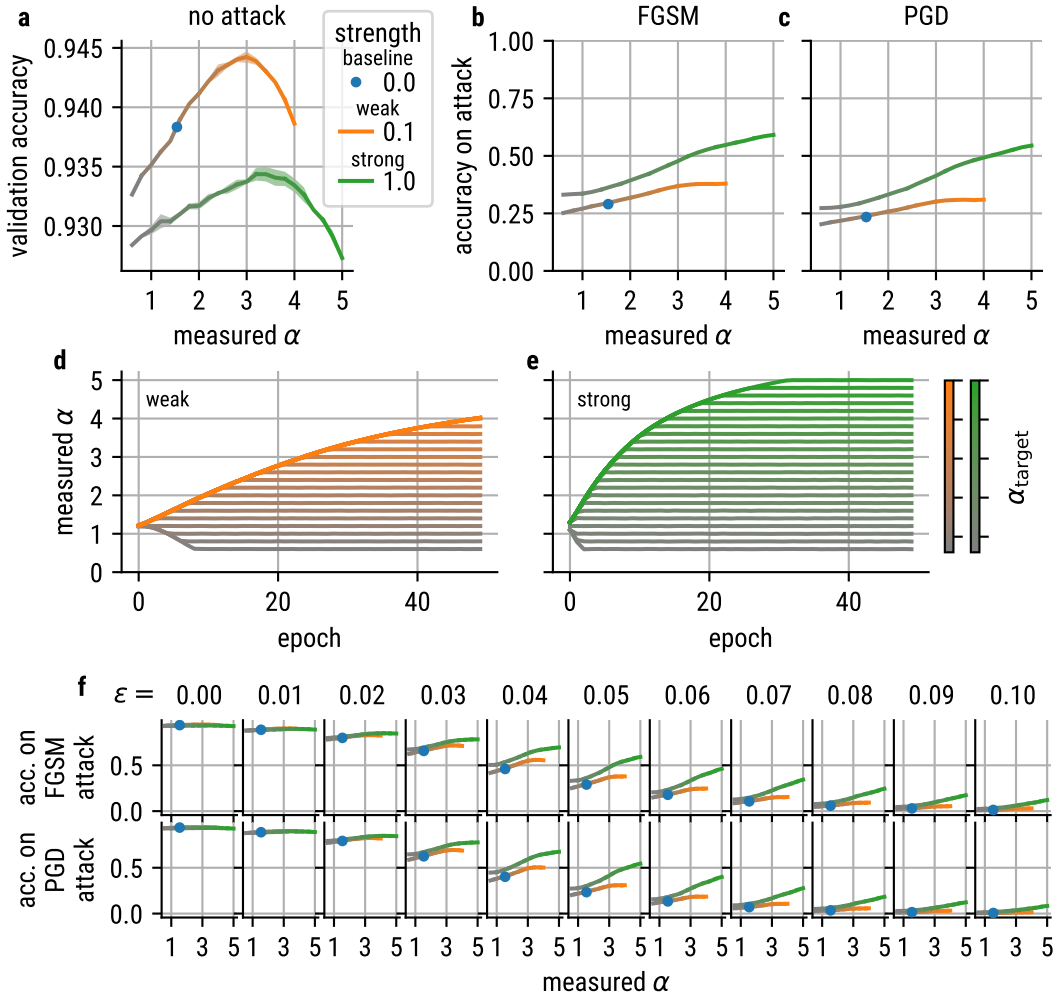 a
no attack
validation accuracy
0.945
0.940
0.935
0.930
1 2 3 4 5
measured α
strength
baseline
0.0
weak
0.1
strong
1.0
b
FGSM
accuracy on attack
1.00
0.75
0.50
0.25
0.00
1 2 3 4 5
measured α
c
PGD
1 2 3 4 5
measured α
d
weak
measured α
5
4
3
2
1
0
0 20 40
epoch
e
strong
0 20 40
epoch
α_target
f
ε = 0.00 0.01 0.02 0.03 0.04 0.05 0.06 0.07 0.08 0.09 0.10
acc. on
FGSM
attack
0.5
0.0
acc. on
PGD
attack
0.5
0.0
1 3 5 1 3 5 1 3 5 1 3 5 1 3 5 1 3 5 1 3 5 1 3 5 1 3 5 1 3 5 1 3 5
measured α